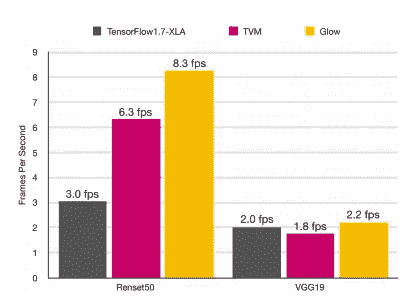 TensorFlow1.7-XLA TVM Glow
Frames Per Second
9
8
7
6
5
4
3
2
1
0
3.0 fps
6.3 fps
8.3 fps
2.0 fps
1.8 fps
2.2 fps
Renset50 VGG19